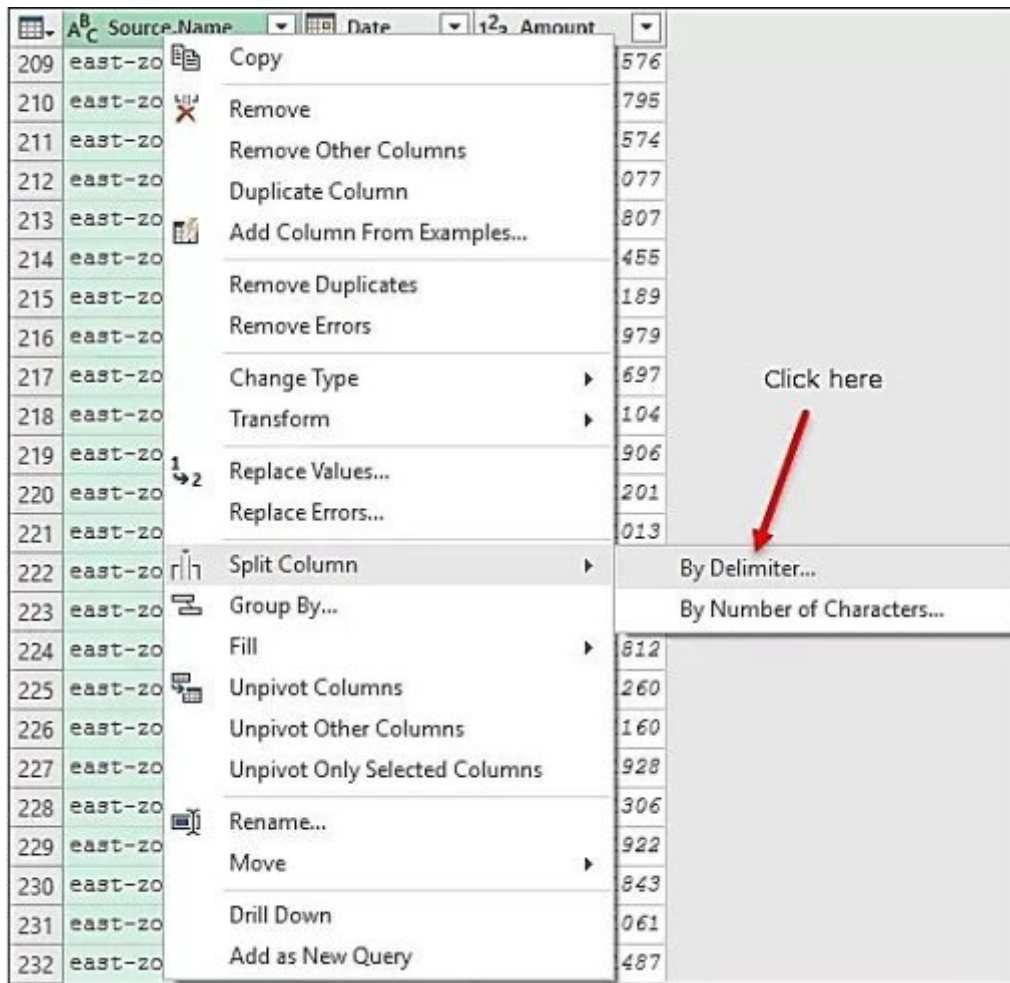 ABC Source.Name Date 123 Amount
209 east-zo 576
Copy
210 east-zo 795
Remove
211 east-zo 574
Remove Other Columns
212 east-zo 077
Duplicate Column
213 east-zo 807
Add Column From Examples...
214 east-zo 455
215 east-zo 189
Remove Duplicates
216 east-zo 979
Remove Errors
217 east-zo 697
Change Type
Click here
218 east-zo 104
Transform
219 east-zo 906
1 2 Replace Values...
220 east-zo 201
Replace Errors...
221 east-zo 013
222 east-zo
Split Column
By Delimiter...
223 east-zo
Group By...
By Number of Characters...
224 east-zo 812
Fill
225 east-zo 260
Unpivot Columns
226 east-zo 160
Unpivot Other Columns
227 east-zo 928
Unpivot Only Selected Columns
228 east-zo 306
Rename...
229 east-zo 922
Move
230 east-zo 843
231 east-zo 061
Drill Down
232 east-zo 487
Add as New Query